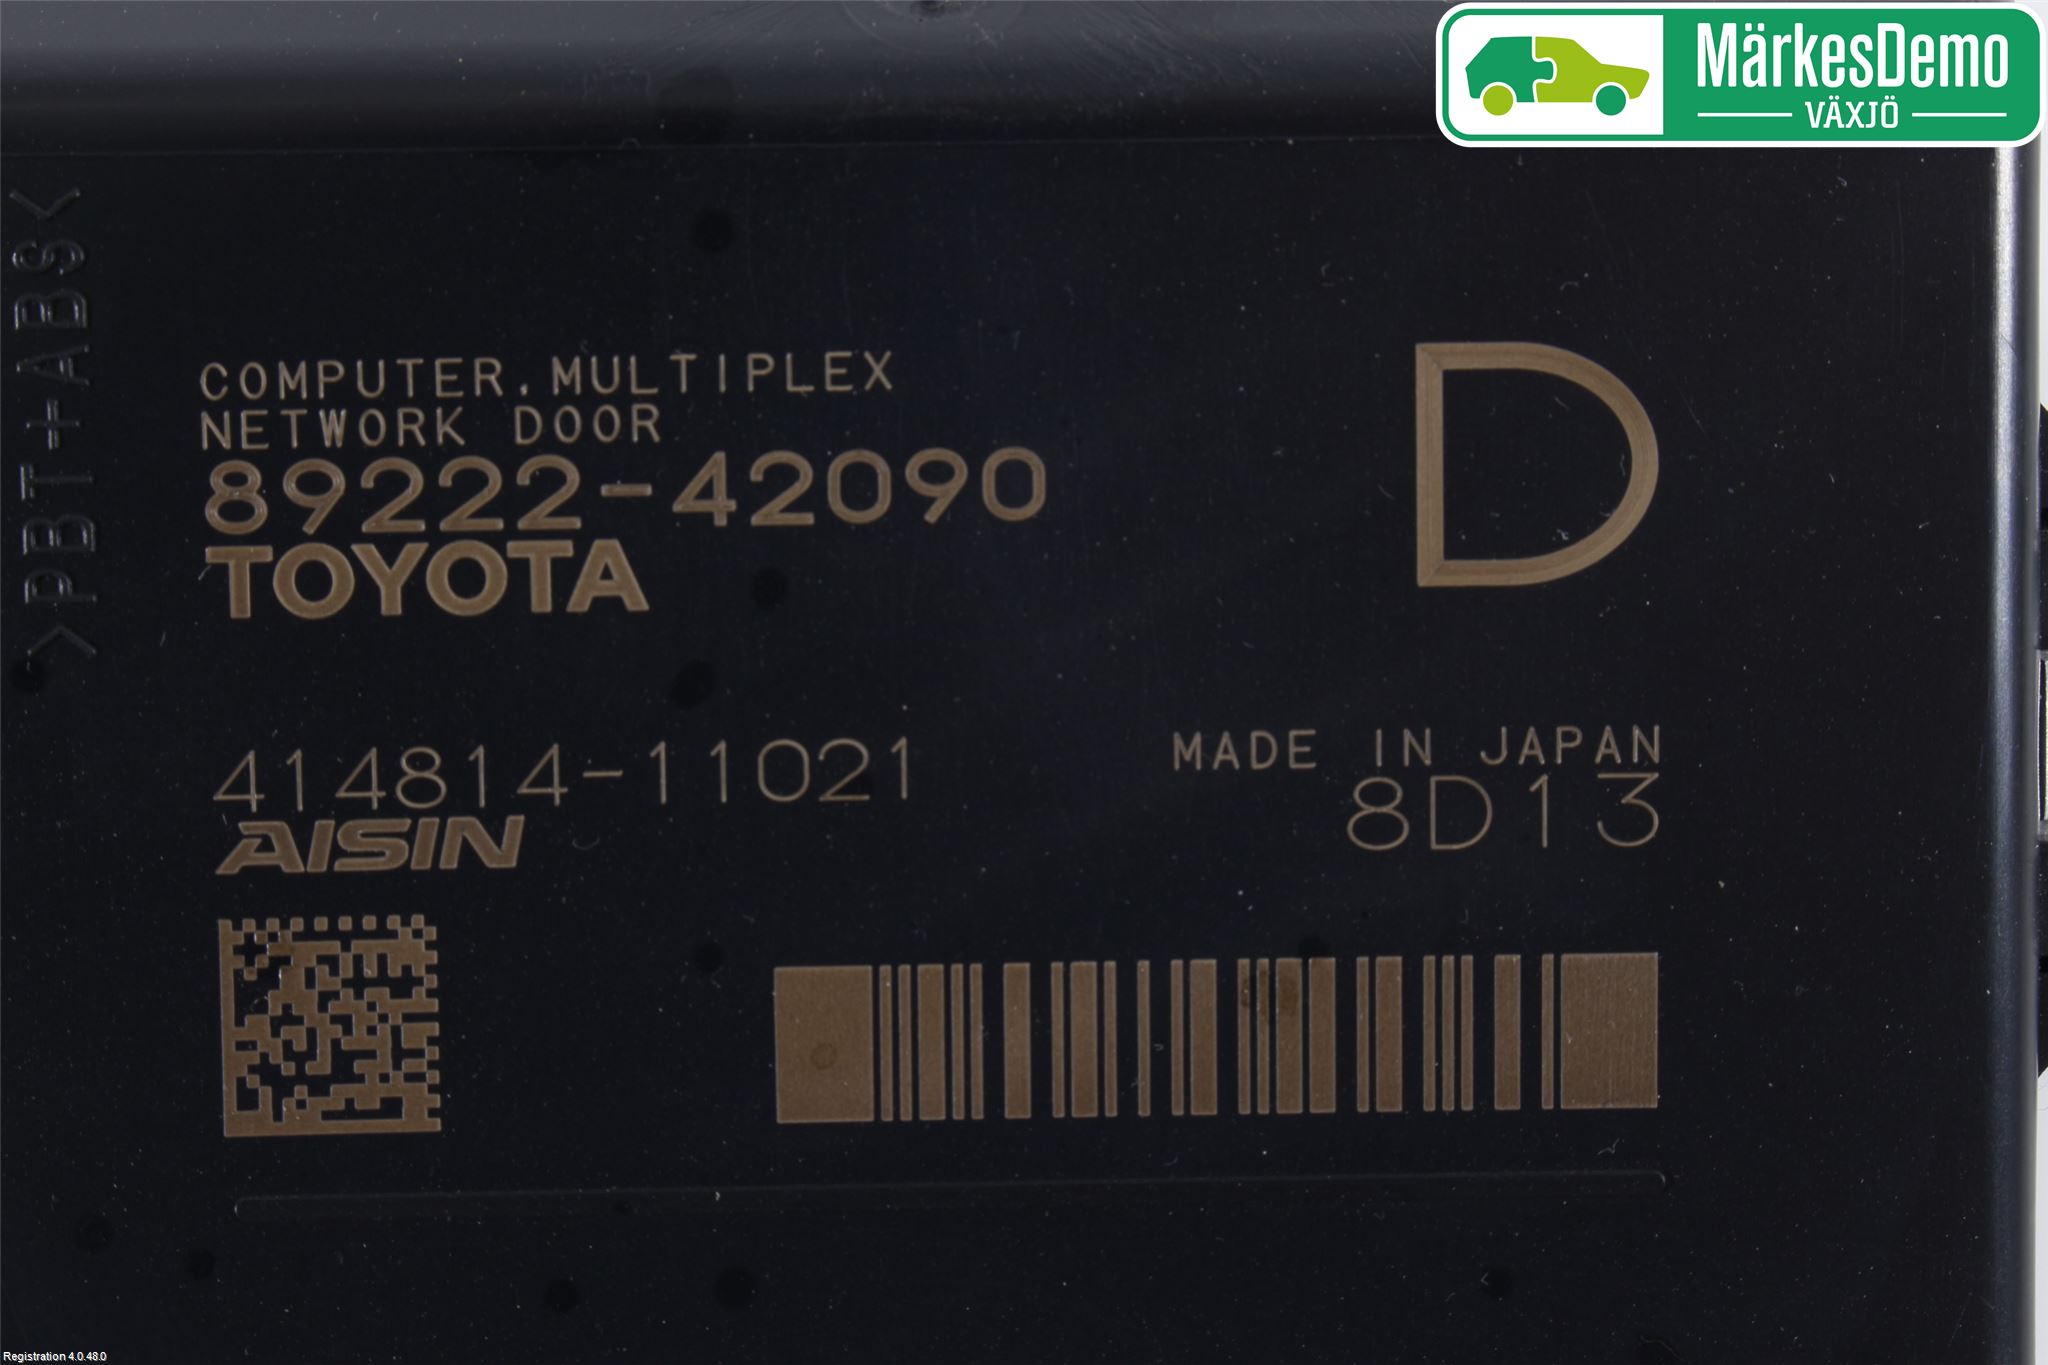 MärkesDemo
VÄXJÖ
>PBT+ABS<
COMPUTER,MULTIPLEX
NETWORK DOOR
89222-42090
TOYOTA
D
414814-11021
AISIN
MADE IN JAPAN
8D13
Registration 4.0.48.0